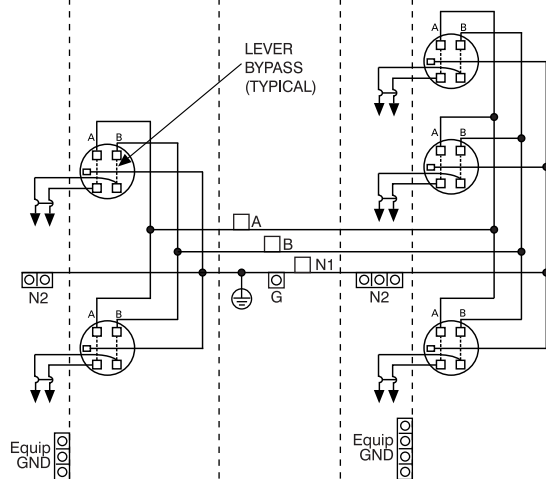 A B
LEVER
BYPASS
(TYPICAL)
A B
A B
A
B
N1
N2
G
N2
A B
A B
Equip
GND
Equip
GND